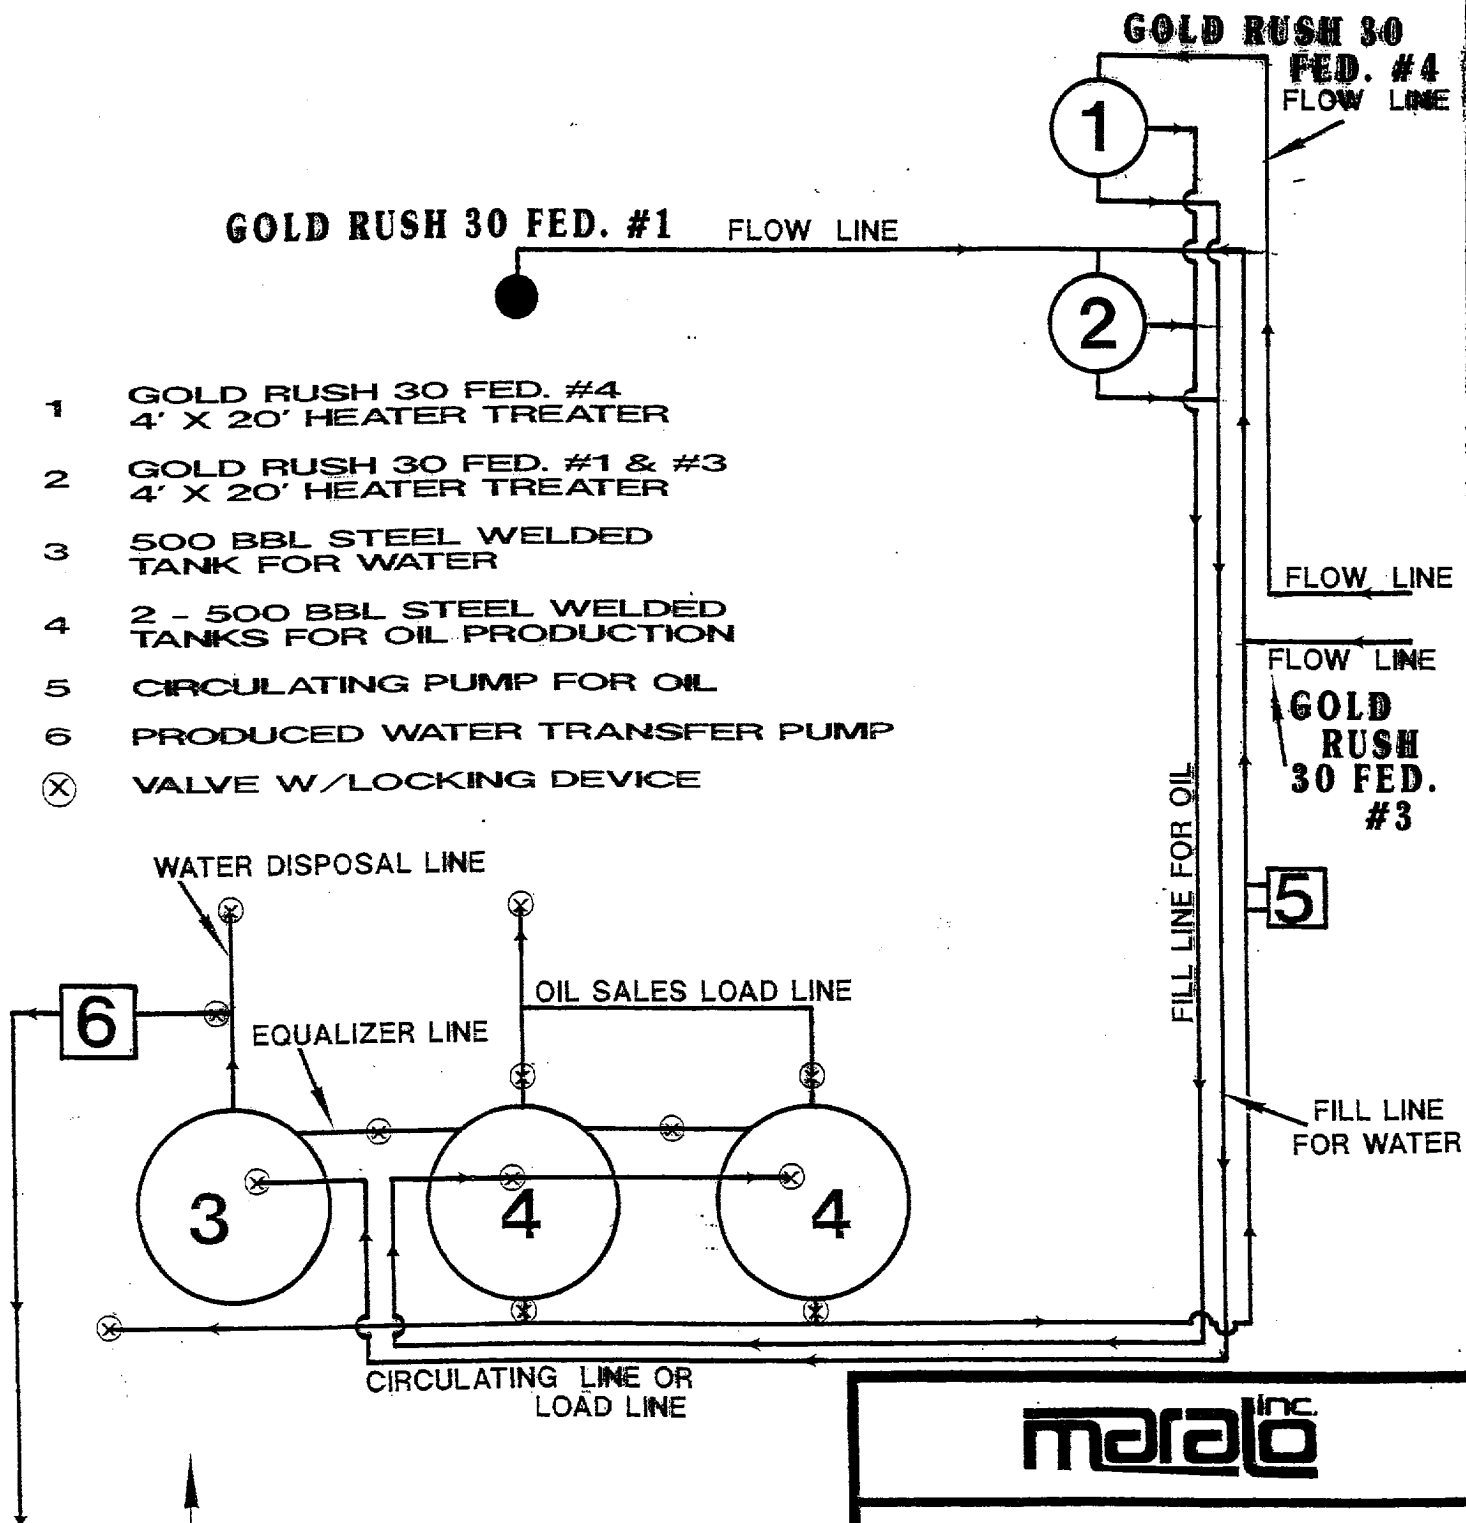 GOLD RUSH 30
FED. #4
FLOW LINE
1
GOLD RUSH 30 FED. #1
FLOW LINE
2
1 GOLD RUSH 30 FED. #4
4' X 20' HEATER TREATER
2 GOLD RUSH 30 FED. #1 & #3
4' X 20' HEATER TREATER
3 500 BBL STEEL WELDED
TANK FOR WATER
4 2 - 500 BBL STEEL WELDED
TANKS FOR OIL PRODUCTION
5 CIRCULATING PUMP FOR OIL
6 PRODUCED WATER TRANSFER PUMP
VALVE W/LOCKING DEVICE
FLOW LINE
FLOW LINE
GOLD
RUSH
30 FED.
#3
FILL LINE FOR OIL
5
WATER DISPOSAL LINE
OIL SALES LOAD LINE
6
EQUALIZER LINE
FILL LINE
FOR WATER
3
4
4
CIRCULATING LINE OR
LOAD LINE
maralo inc.